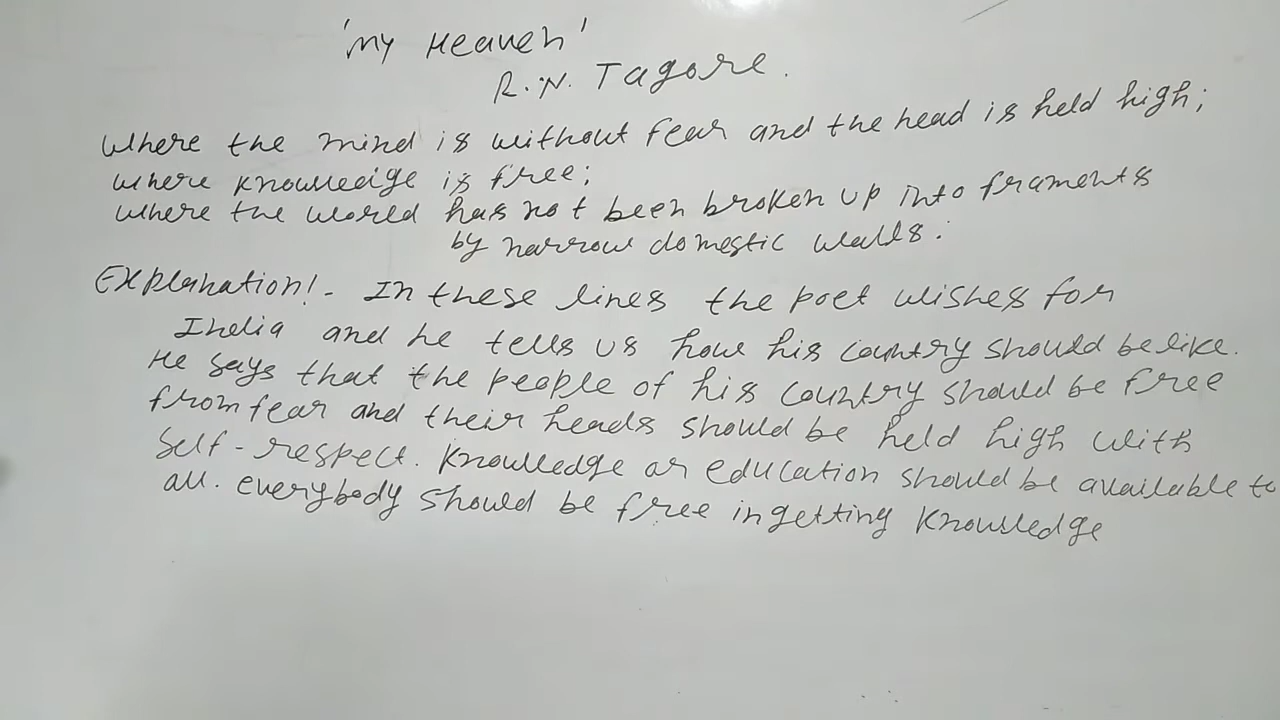 'My Heaven'
R.N. Tagore.
Where the mind is without fear and the head is held high;
where knowledge is free;
where the world has not been broken up into framents
by narrow domestic walls:
Explanation!- In these lines the poet wishes for
India and he tells us how his country should be like.
He says that the people of his country should be free
from fear and their heads should be held high with
self-respect. Knowledge or education should be available to
all. everybody should be free in getting knowledge